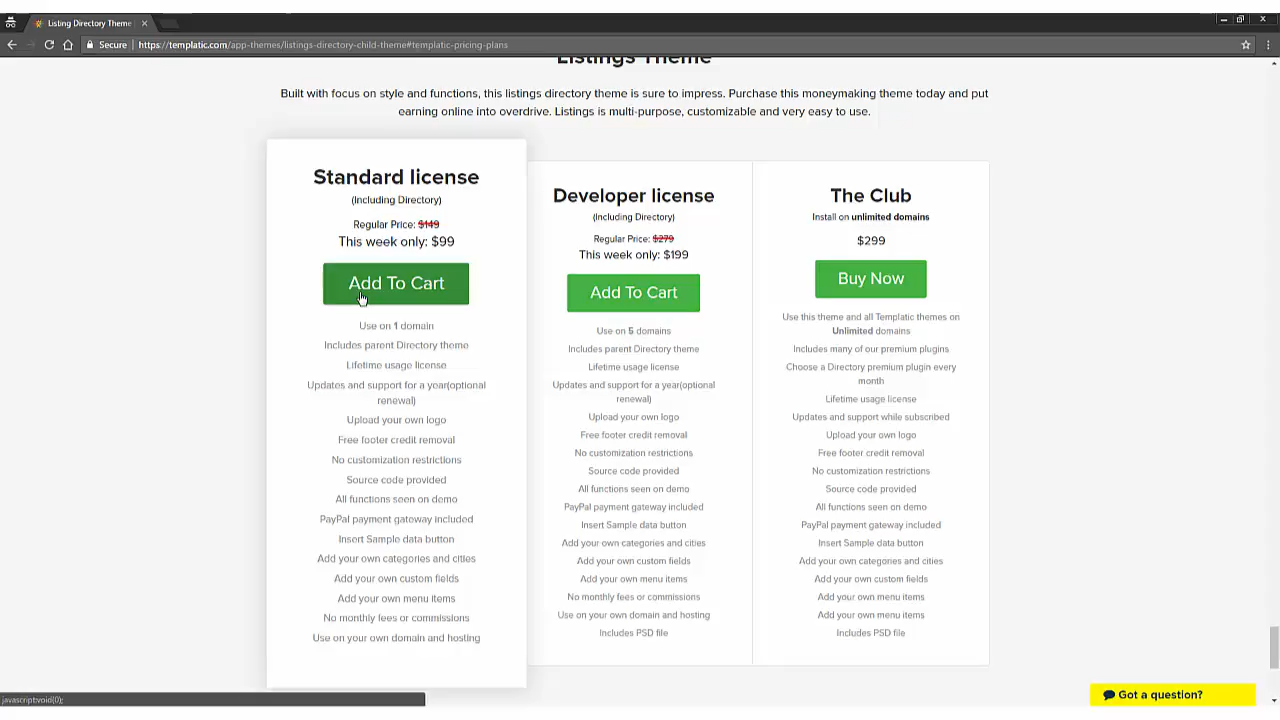 Listing Directory Theme
Secure
https://templatic.com/app-themes/listings-directory-child-theme#templatic-pricing-plans
Listings Theme
Built with focus on style and functions, this listings directory theme is sure to impress. Purchase this moneymaking theme today and put
earning online into overdrive. Listings is multi-purpose, customizable and very easy to use.
Standard license
(Including Directory)
Regular Price: $149
This week only: $99
Add To Cart
Use on 1 domain
Includes parent Directory theme
Lifetime usage license
Updates and support for a year(optional
renewal)
Upload your own logo
Free footer credit removal
No customization restrictions
Source code provided
All functions seen on demo
PayPal payment gateway included
Insert Sample data button
Add your own categories and cities
Add your own custom fields
Add your own menu items
No monthly fees or commissions
Use on your own domain and hosting
Developer license
(Including Directory)
Regular Price: $279
This week only: $199
Add To Cart
Use on 5 domains
Includes parent Directory theme
Lifetime usage license
Updates and support for a year(optional
renewal)
Upload your own logo
Free footer credit removal
No customization restrictions
Source code provided
All functions seen on demo
PayPal payment gateway included
Insert Sample data button
Add your own categories and cities
Add your own custom fields
Add your own menu items
No monthly fees or commissions
Use on your own domain and hosting
Includes PSD file
The Club
Install on unlimited domains
$299
Buy Now
Use this theme and all Templatic themes on
Unlimited domains
Includes many of our premium plugins
Choose a Directory premium plugin every
month
Lifetime usage license
Updates and support while subscribed
Upload your own logo
Free footer credit removal
No customization restrictions
Source code provided
All functions seen on demo
PayPal payment gateway included
Insert Sample data button
Add your own categories and cities
Add your own custom fields
Add your own menu items
Add your own menu items
Includes PSD file
Got a question?
javascript:void(0);